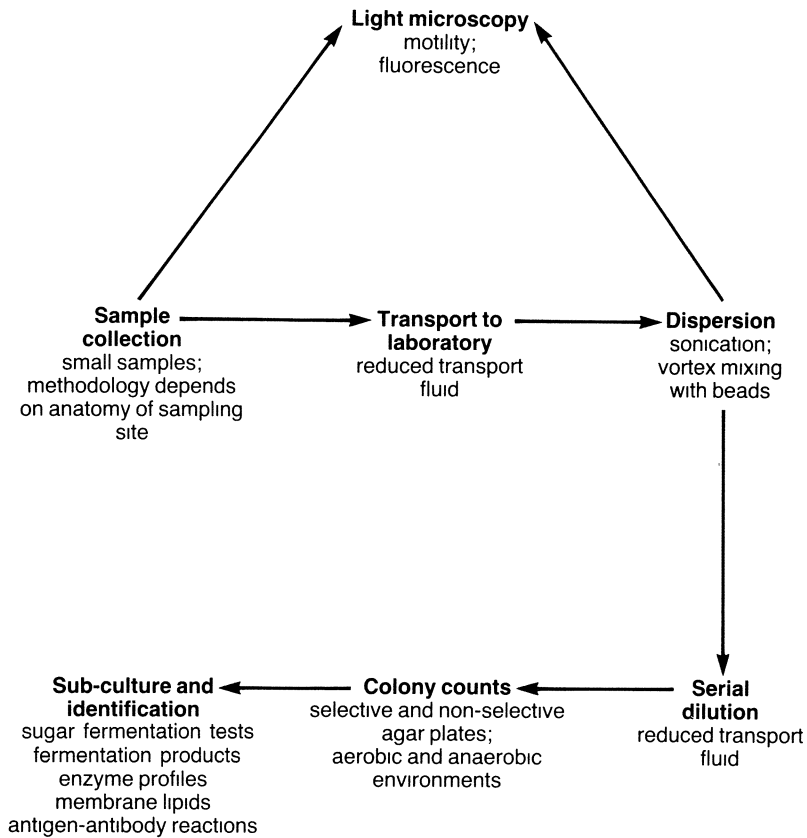 Light microscopy
motility;
fluorescence
Sample
collection
small samples;
methodology depends
on anatomy of sampling
site
Transport to
laboratory
reduced transport
fluid
Dispersion
sonication;
vortex mixing
with beads
Sub-culture and
identification
sugar fermentation tests
fermentation products
enzyme profiles
membrane lipids
antigen-antibody reactions
Colony counts
selective and non-selective
agar plates;
aerobic and anaerobic
environments
Serial
dilution
reduced transport
fluid